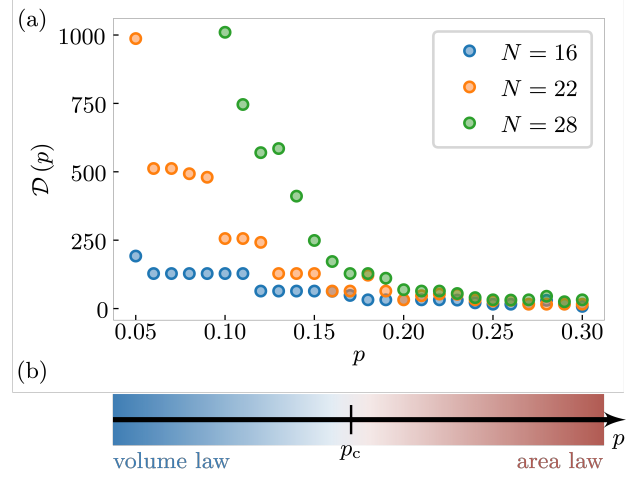 (a)
1000
750
500
250
0
𝒟 (p)
N = 16
N = 22
N = 28
0.05 0.10 0.15 0.20 0.25 0.30
p
(b)
p
p_c
volume law area law